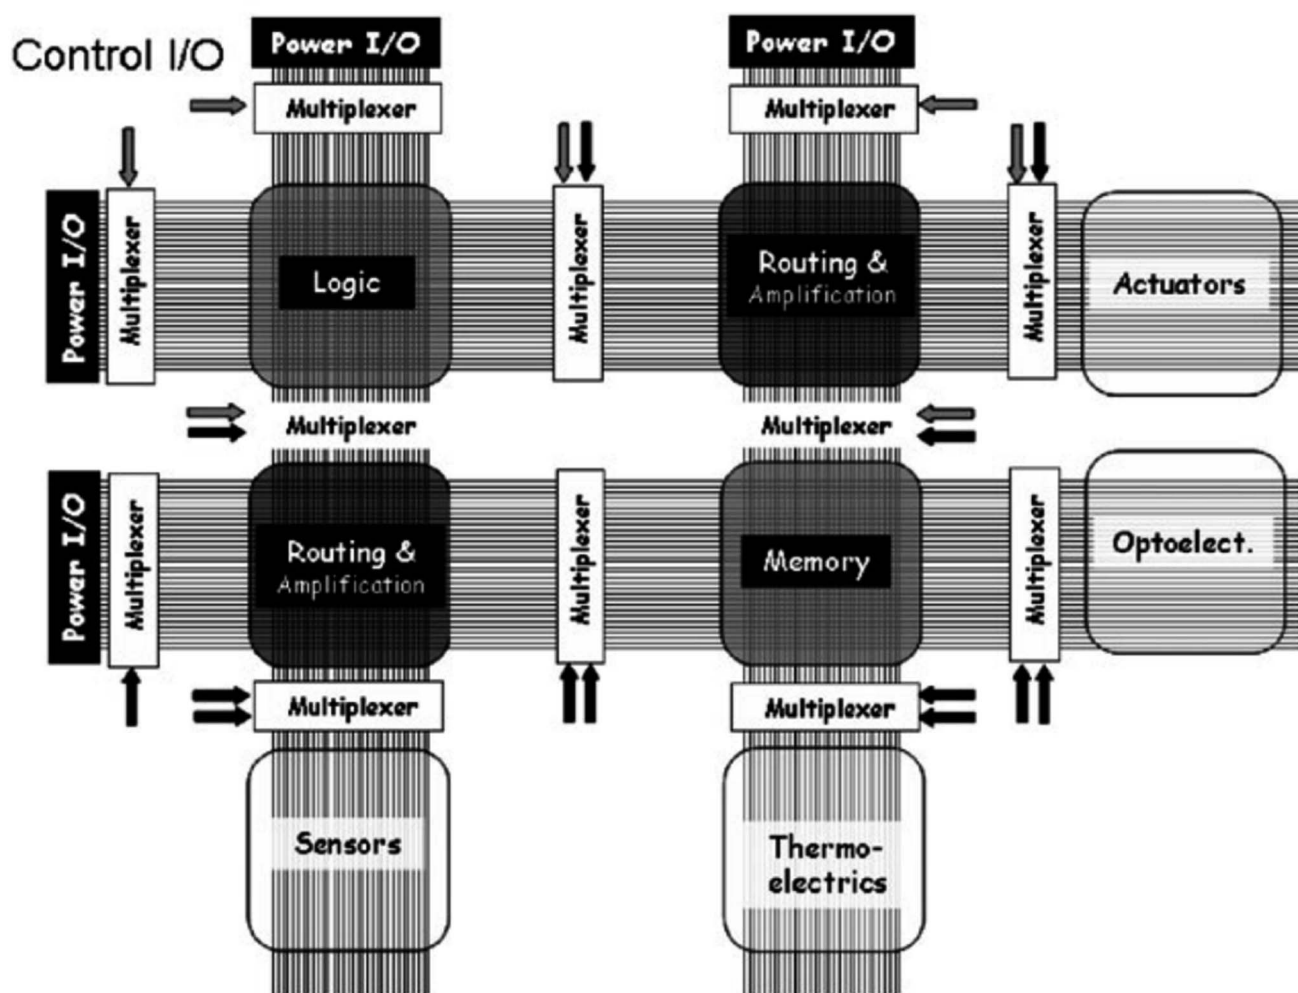 Control I/O
Power I/O
Power I/O
Multiplexer
Multiplexer
Power I/O
Multiplexer
Logic
Multiplexer
Routing &
Amplification
Multiplexer
Actuators
Multiplexer
Multiplexer
Power I/O
Multiplexer
Routing &
Amplification
Multiplexer
Memory
Multiplexer
Optoelect.
Multiplexer
Multiplexer
Sensors
Thermo-
electrics